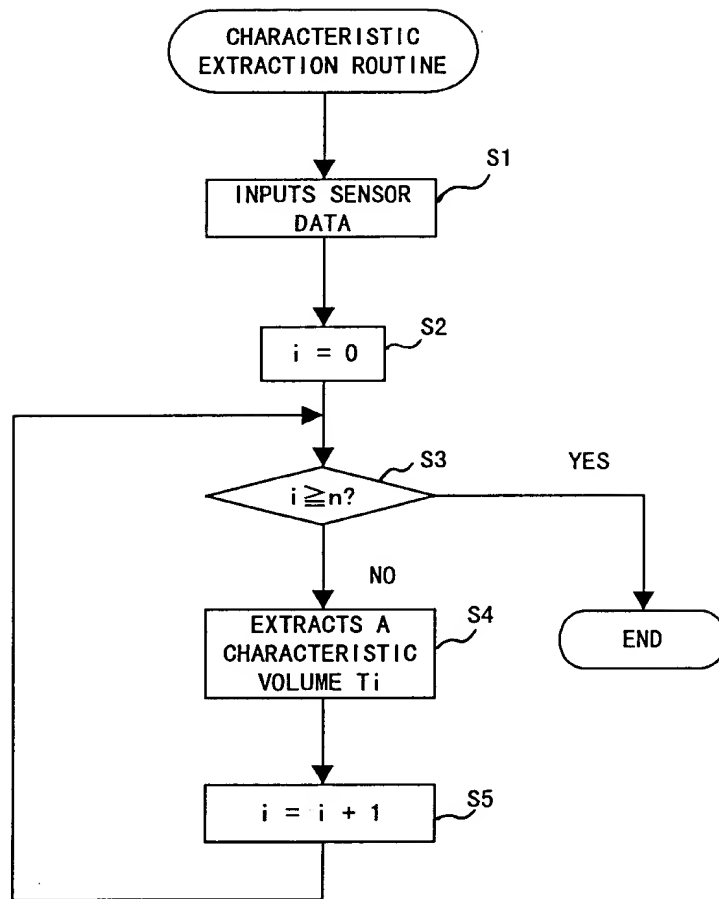 CHARACTERISTIC
EXTRACTION ROUTINE
S1
INPUTS SENSOR
DATA
S2
i = 0
S3
YES
i≧n?
NO
S4
EXTRACTS A
CHARACTERISTIC
VOLUME Ti
END
S5
i = i + 1